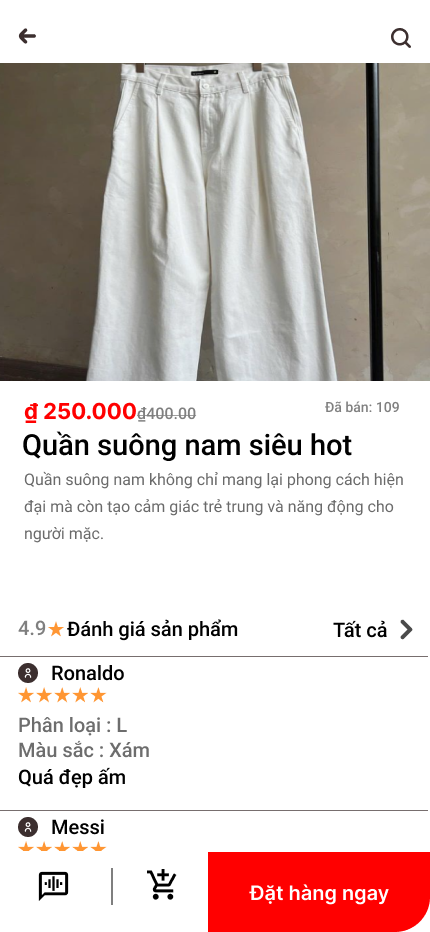 ₫ 250.000 ₫400.00
Đã bán: 109
Quần suông nam siêu hot
Quần suông nam không chỉ mang lại phong cách hiện
đại mà còn tạo cảm giác trẻ trung và năng động cho
người mặc.
4.9 Đánh giá sản phẩm
Tất cả
Ronaldo
Phân loại : L
Màu sắc : Xám
Quá đẹp ấm
Messi
Đặt hàng ngay